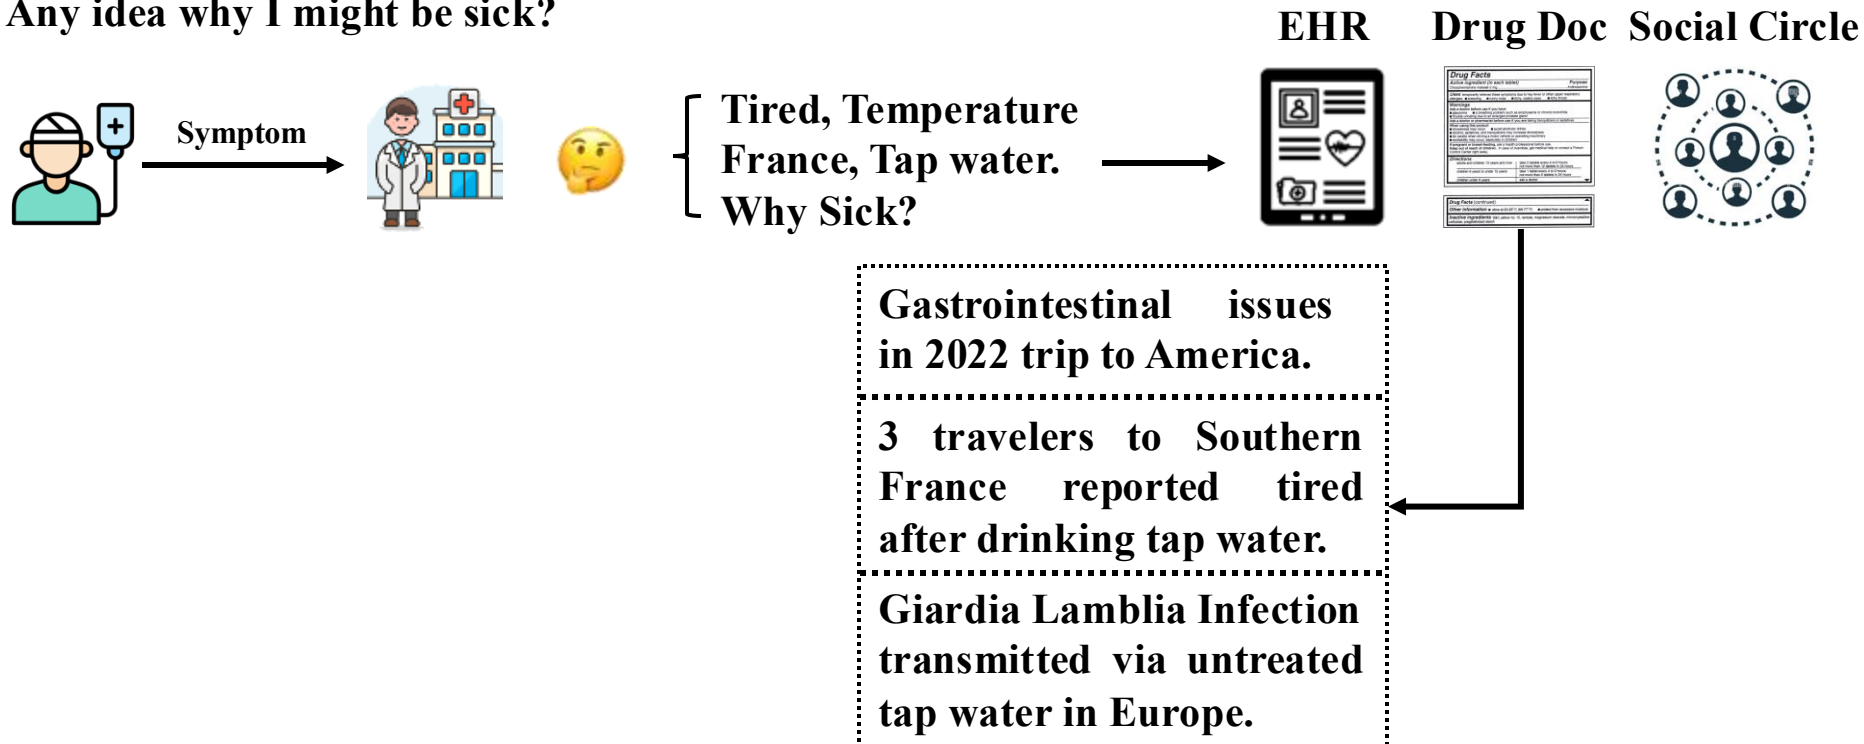 Any idea why I might be sick?
EHR
Drug Doc
Social Circle
Symptom
Tired, Temperature
France, Tap water.
Why Sick?
Drug Facts
Drug Facts (continued)
Gastrointestinal issues
in 2022 trip to America.
3 travelers to Southern
France reported tired
after drinking tap water.
Giardia Lamblia Infection
transmitted via untreated
tap water in Europe.